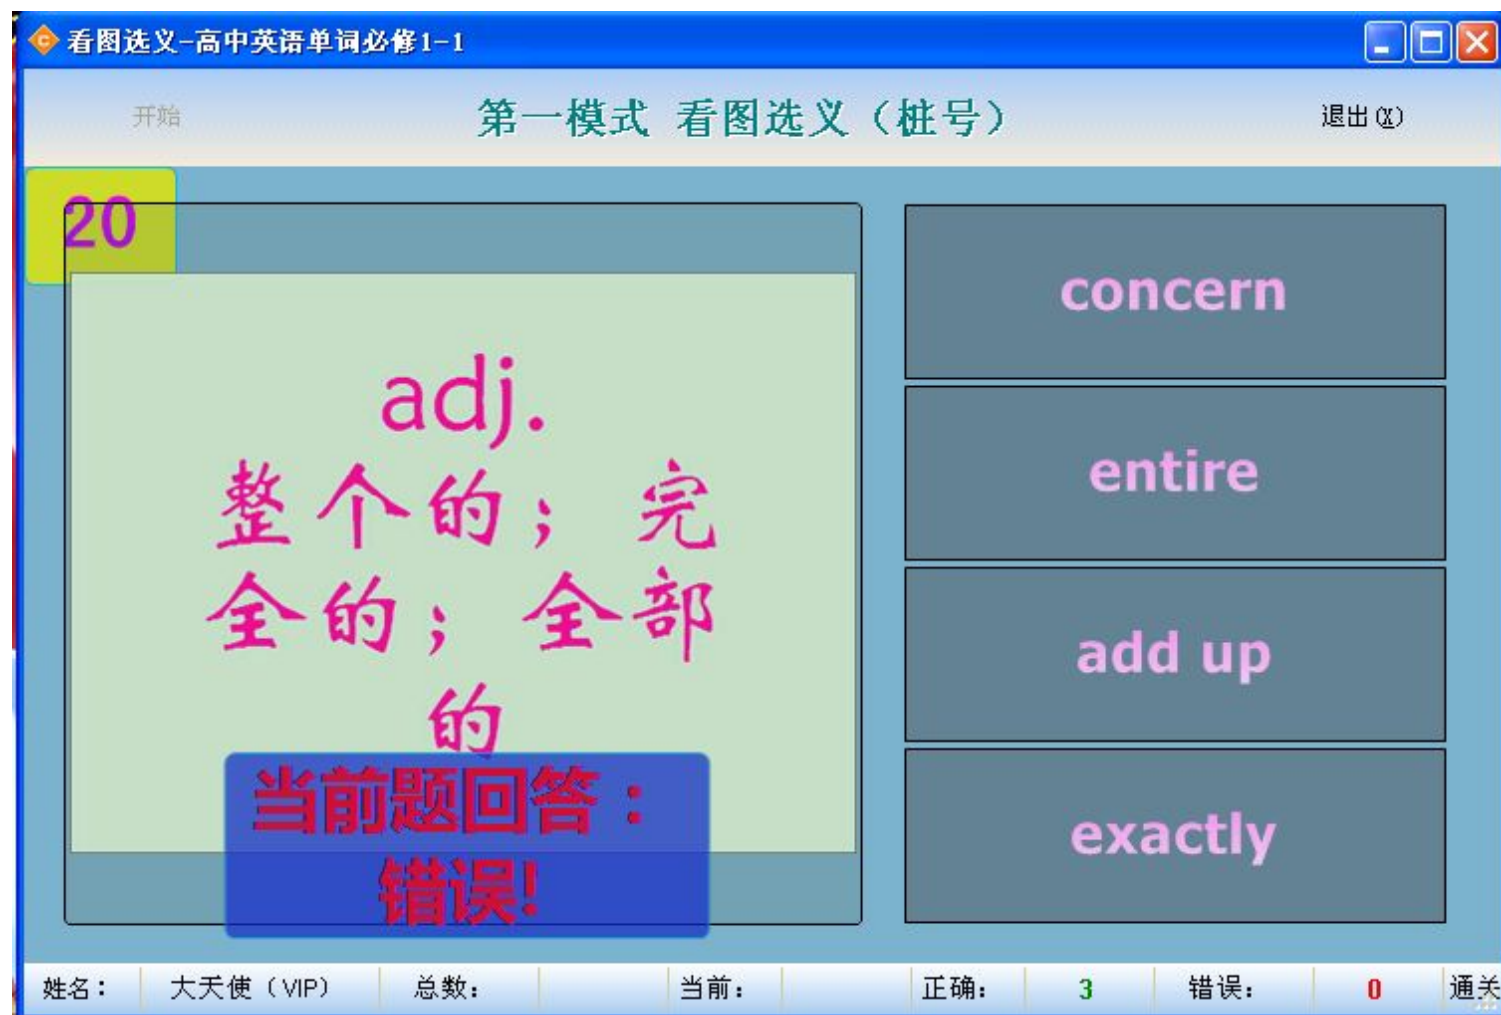 看图选义-高中英语单词必修1-1
开始
第一模式 看图选义（桩号）
退出(X)
20
adj.
整个的；完
全的；全部
的
当前题回答：
错误!
concern
entire
add up
exactly
姓名： 大天使（VIP） 总数： 当前： 正确： 3 错误： 0 通关